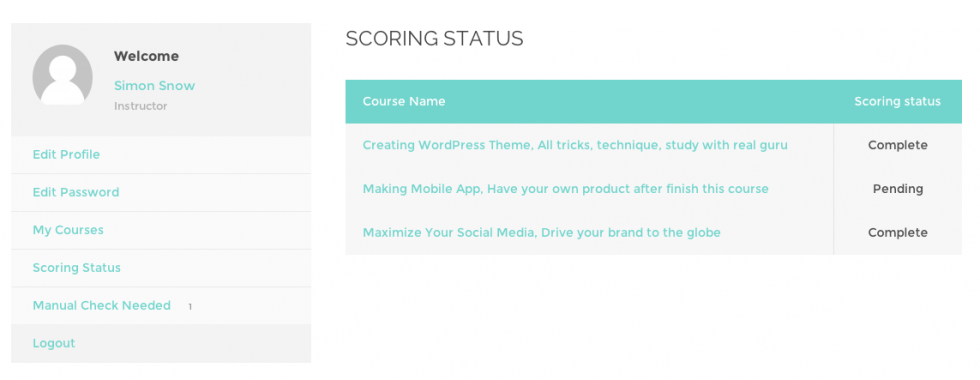 Welcome
Simon Snow
Instructor
Edit Profile
Edit Password
My Courses
Scoring Status
Manual Check Needed 1
Logout
SCORING STATUS
Course Name Scoring status
Creating WordPress Theme, All tricks, technique, study with real guru Complete
Making Mobile App, Have your own product after finish this course Pending
Maximize Your Social Media, Drive your brand to the globe Complete